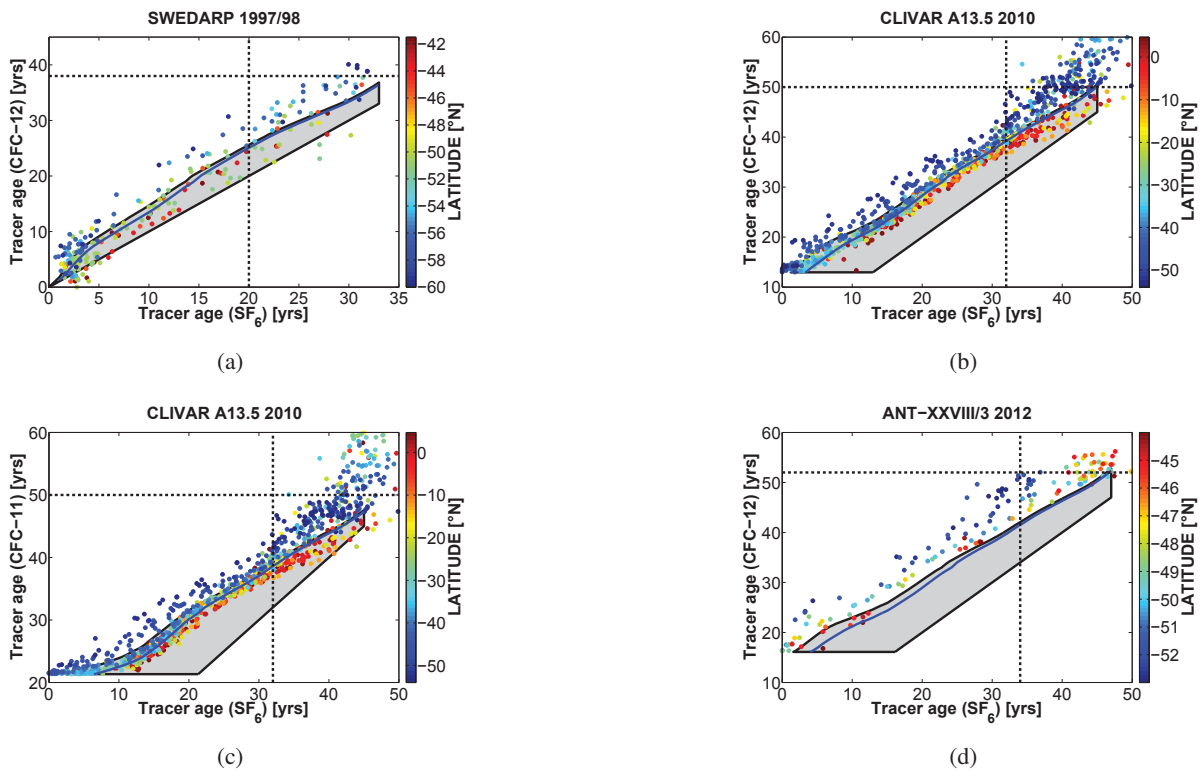 SWEDARP 1997/98
Tracer age (CFC−12) [yrs]
40
30
20
10
0
0 5 10 15 20 25 30 35
Tracer age (SF6) [yrs]
−42
−44
−46
−48
−50
−52
−54
−56
−58
−60
LATITUDE [°N]
(a)
CLIVAR A13.5 2010
Tracer age (CFC−12) [yrs]
60
50
40
30
20
10
0 10 20 30 40 50
Tracer age (SF6) [yrs]
0
−10
−20
−30
−40
−50
LATITUDE [°N]
(b)
CLIVAR A13.5 2010
Tracer age (CFC−11) [yrs]
60
50
40
30
20
0 10 20 30 40 50
Tracer age (SF6) [yrs]
0
−10
−20
−30
−40
−50
LATITUDE [°N]
(c)
ANT−XXVIII/3 2012
Tracer age (CFC−12) [yrs]
60
50
40
30
20
10
0 10 20 30 40 50
Tracer age (SF6) [yrs]
−45
−46
−47
−48
−49
−50
−51
−52
LATITUDE [°N]
(d)